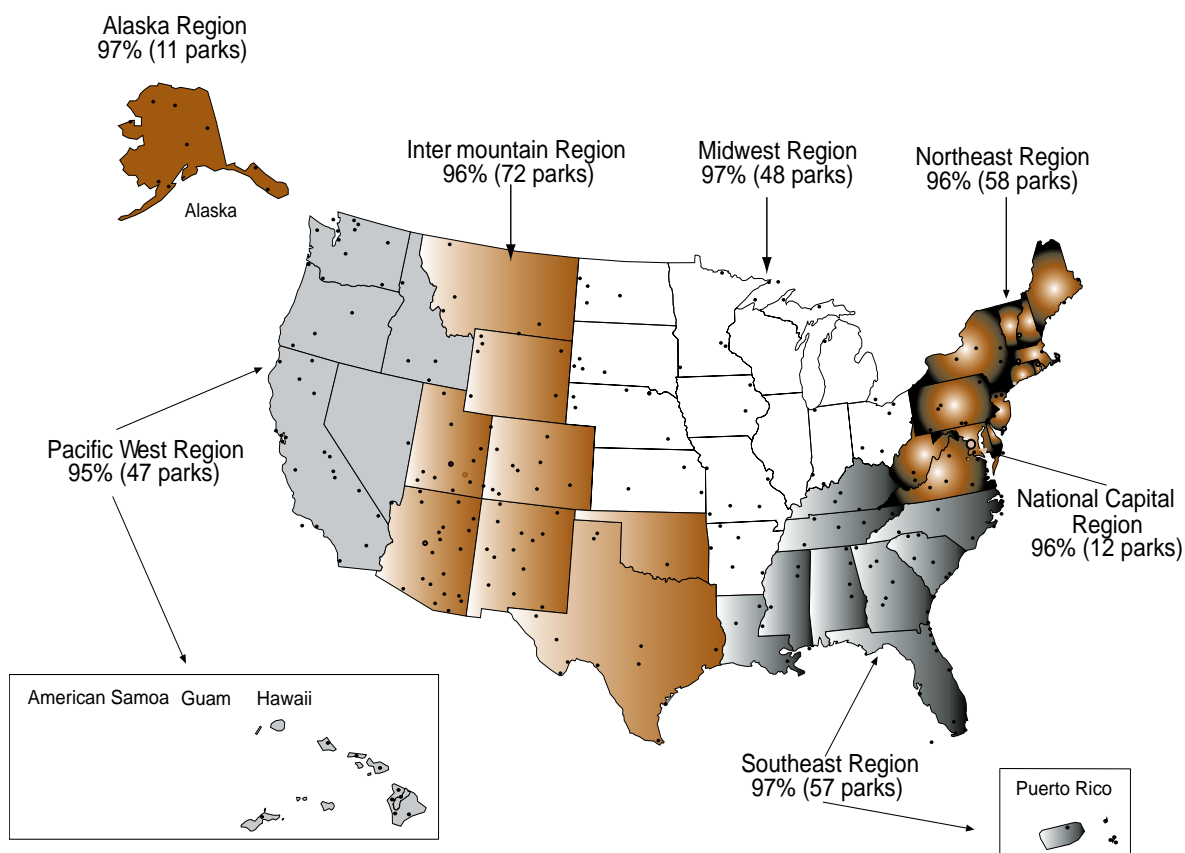 Alaska Region
97% (11 parks)
Alaska
Inter mountain Region
96% (72 parks)
Midwest Region
97% (48 parks)
Northeast Region
96% (58 parks)
Pacific West Region
95% (47 parks)
National Capital
Region
96% (12 parks)
American Samoa Guam Hawaii
Southeast Region
97% (57 parks)
Puerto Rico